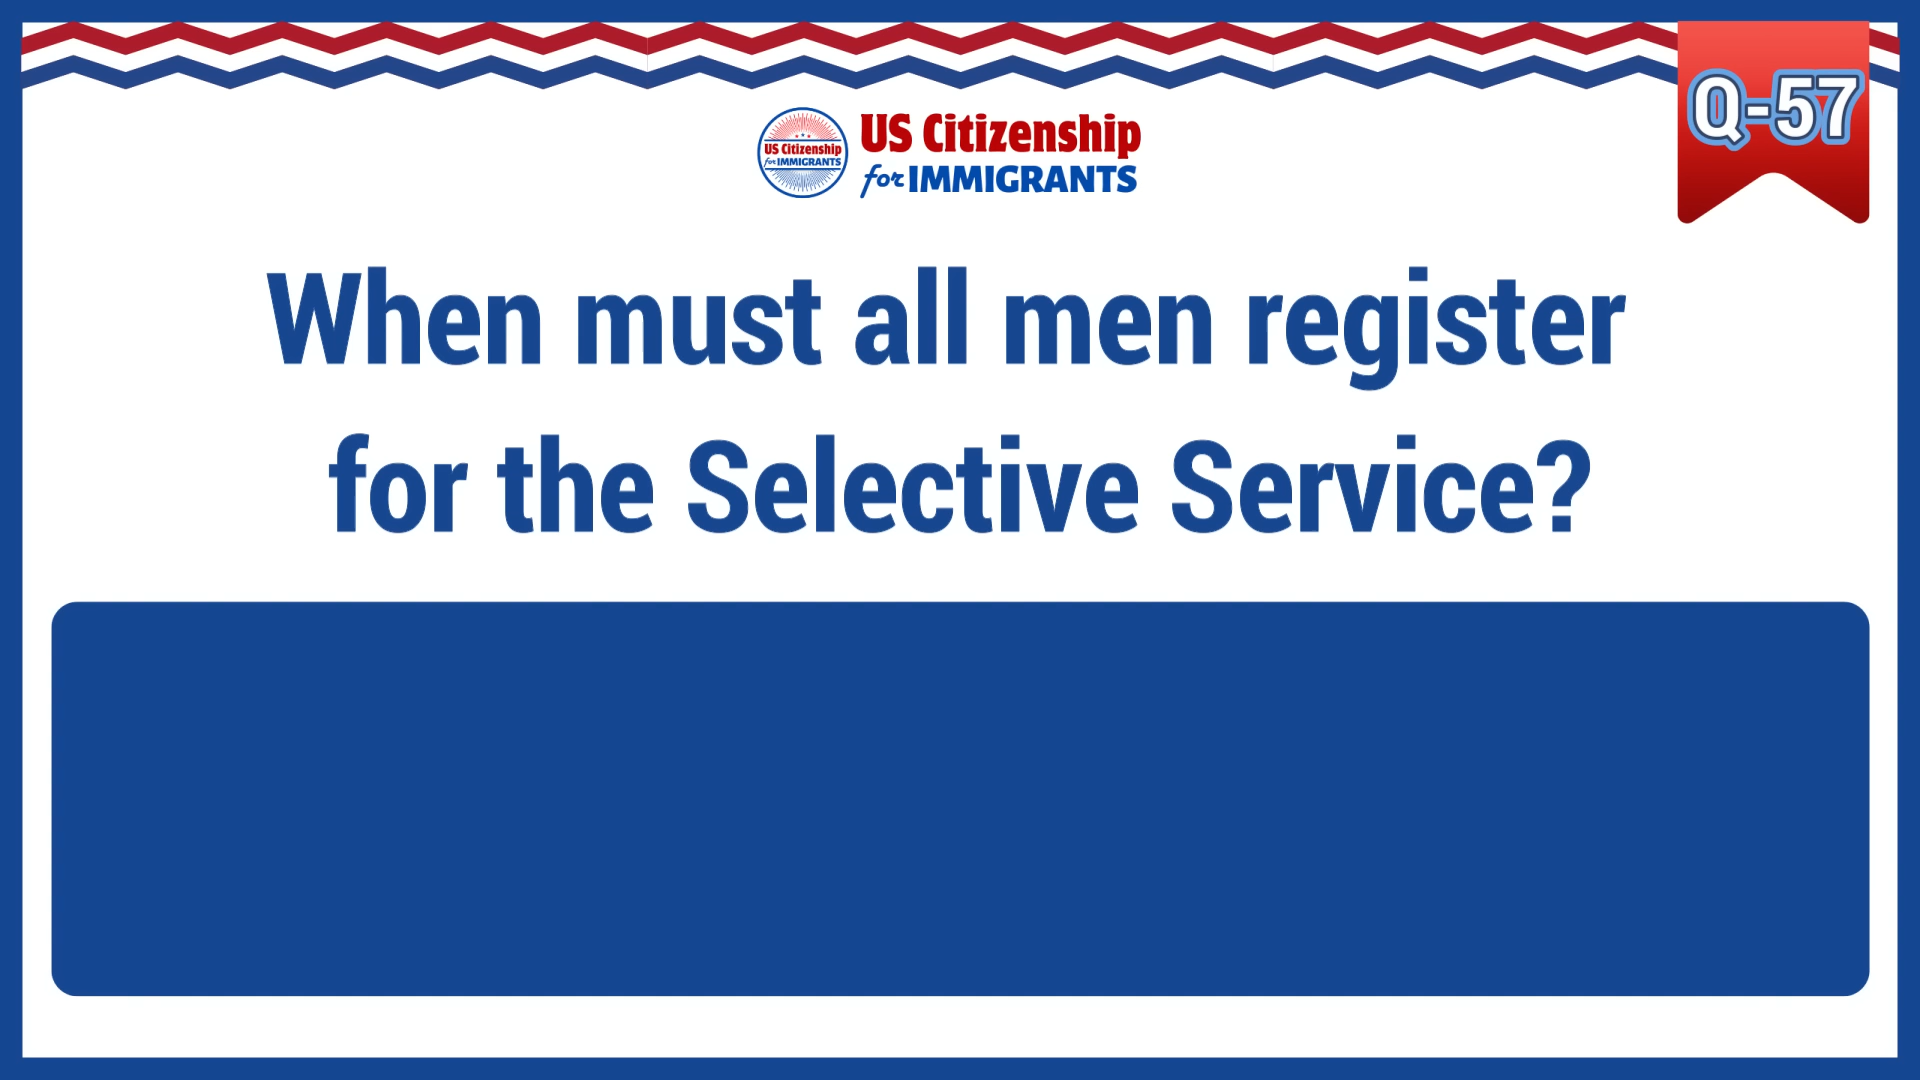 Q-57
US Citizenship
for IMMIGRANTS
US Citizenship
for IMMIGRANTS
When must all men register
for the Selective Service?